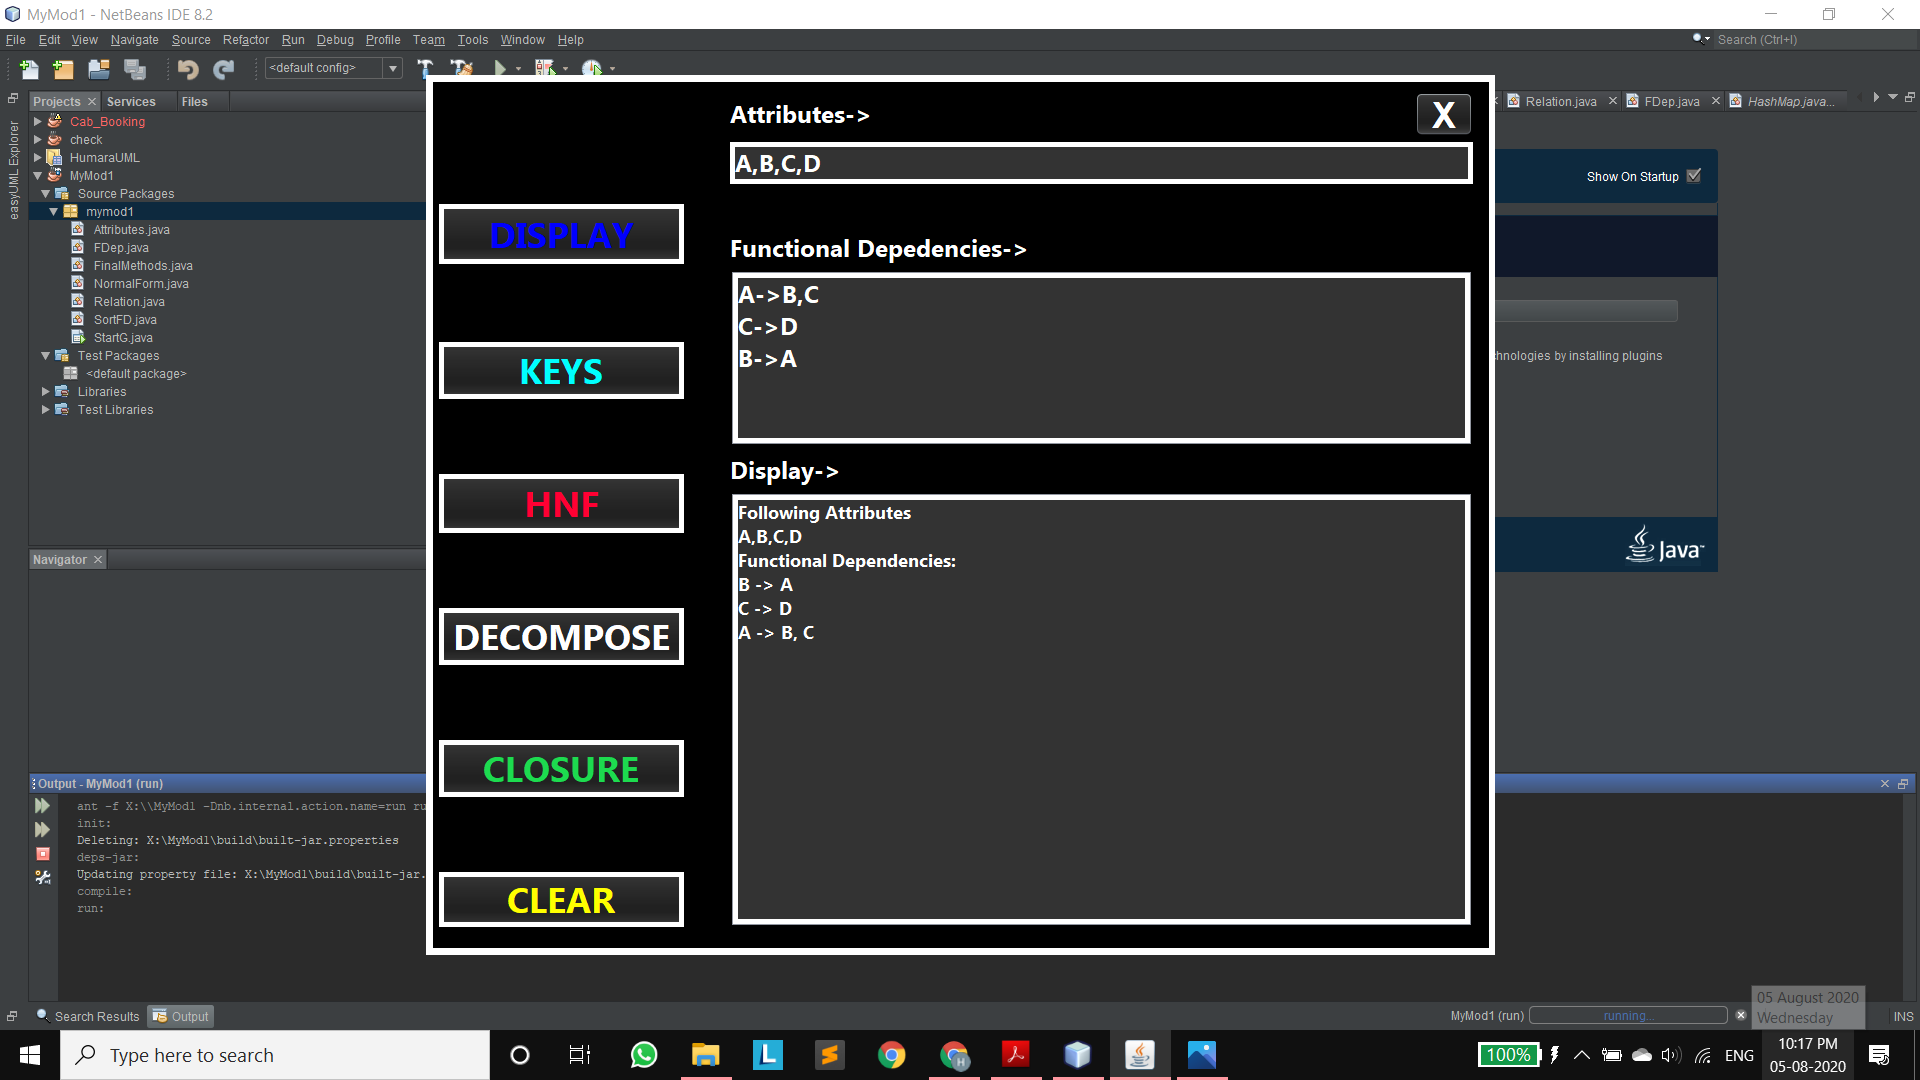 MyMod1 - NetBeans IDE 8.2
File Edit View Navigate Source Refactor Run Debug Profile Team Tools Window Help
Search (Ctrl+I)
<default config>
Projects Services Files
easyUML Explorer
Cab_Booking
check
HumaraUML
MyMod1
Source Packages
mymod1
Attributes.java
FDep.java
FinalMethods.java
NormalForm.java
Relation.java
SortFD.java
StartG.java
Test Packages
<default package>
Libraries
Test Libraries
Navigator
Relation.java FDep.java HashMap.java...
Show On Startup
chnologies by installing plugins
Java
DISPLAY
KEYS
HNF
DECOMPOSE
CLOSURE
CLEAR
Attributes->
X
A,B,C,D
Functional Depedencies->
A->B,C
C->D
B->A
Display->
Following Attributes
A,B,C,D
Functional Dependencies:
B -> A
C -> D
A -> B, C
Output - MyMod1 (run)
ant -f X:\\MyMod1 -Dnb.internal.action.name=run ru
init:
Deleting: X:\MyMod1\build\built-jar.properties
deps-jar:
Updating property file: X:\MyMod1\build\built-jar.
compile:
run:
Search Results Output
MyMod1 (run) running...
05 August 2020
Wednesday
INS
Type here to search
L
H
100%
ENG
10:17 PM
05-08-2020